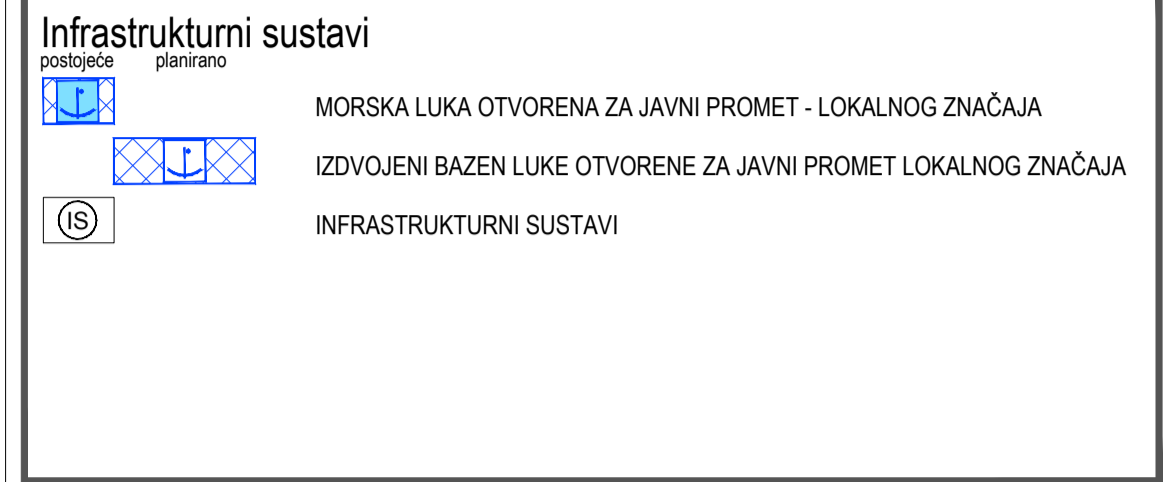 Infrastrukturni sustavi
postojeće planirano
MORSKA LUKA OTVORENA ZA JAVNI PROMET - LOKALNOG ZNAČAJA
IZDVOJENI BAZEN LUKE OTVORENE ZA JAVNI PROMET LOKALNOG ZNAČAJA
IS INFRASTRUKTURNI SUSTAVI